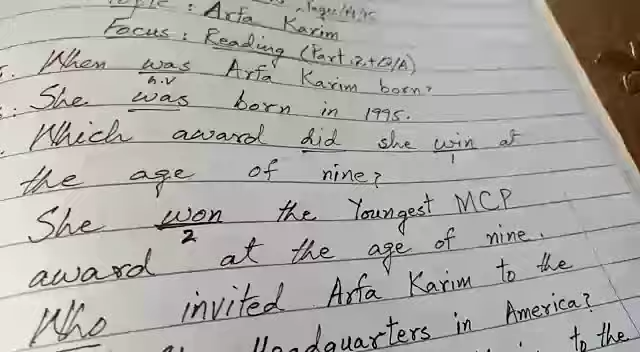 : Arfa Karim
Focus : Reading (Part :2 + Q/A)
When was Arfa Karim born?
h.v
She was born in 1995.
Which award did she win at
1
the age of nine?
She won the Youngest MCP
2
award at the age of nine.
Who invited Arfa Karim to the
Headquarters in America?
to the